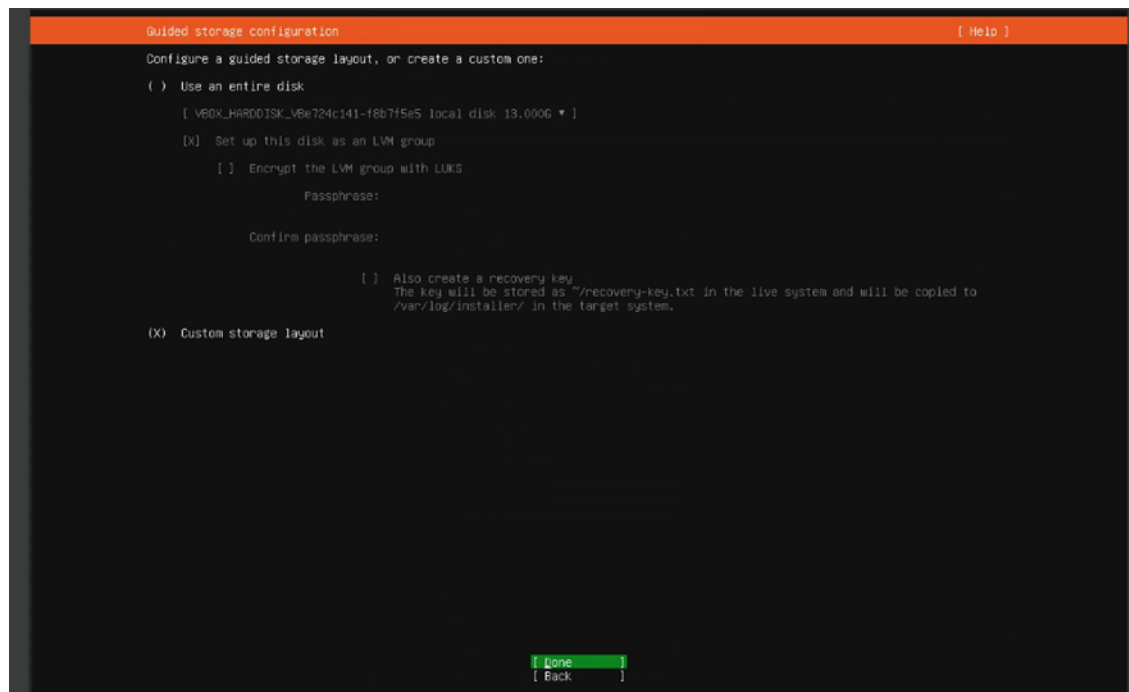 Guided storage configuration [ Help ]
Configure a guided storage layout, or create a custom one:
( ) Use an entire disk
[ VBOX_HARDDISK_VBe724c141-f8b7f5e5 local disk 13.000G ▾ ]
[X] Set up this disk as an LVM group
[ ] Encrypt the LVM group with LUKS
Passphrase:
Confirm passphrase:
[ ] Also create a recovery key
The key will be stored as ~/recovery-key.txt in the live system and will be copied to
/var/log/installer/ in the target system.
(X) Custom storage layout
[ Done ]
[ Back ]